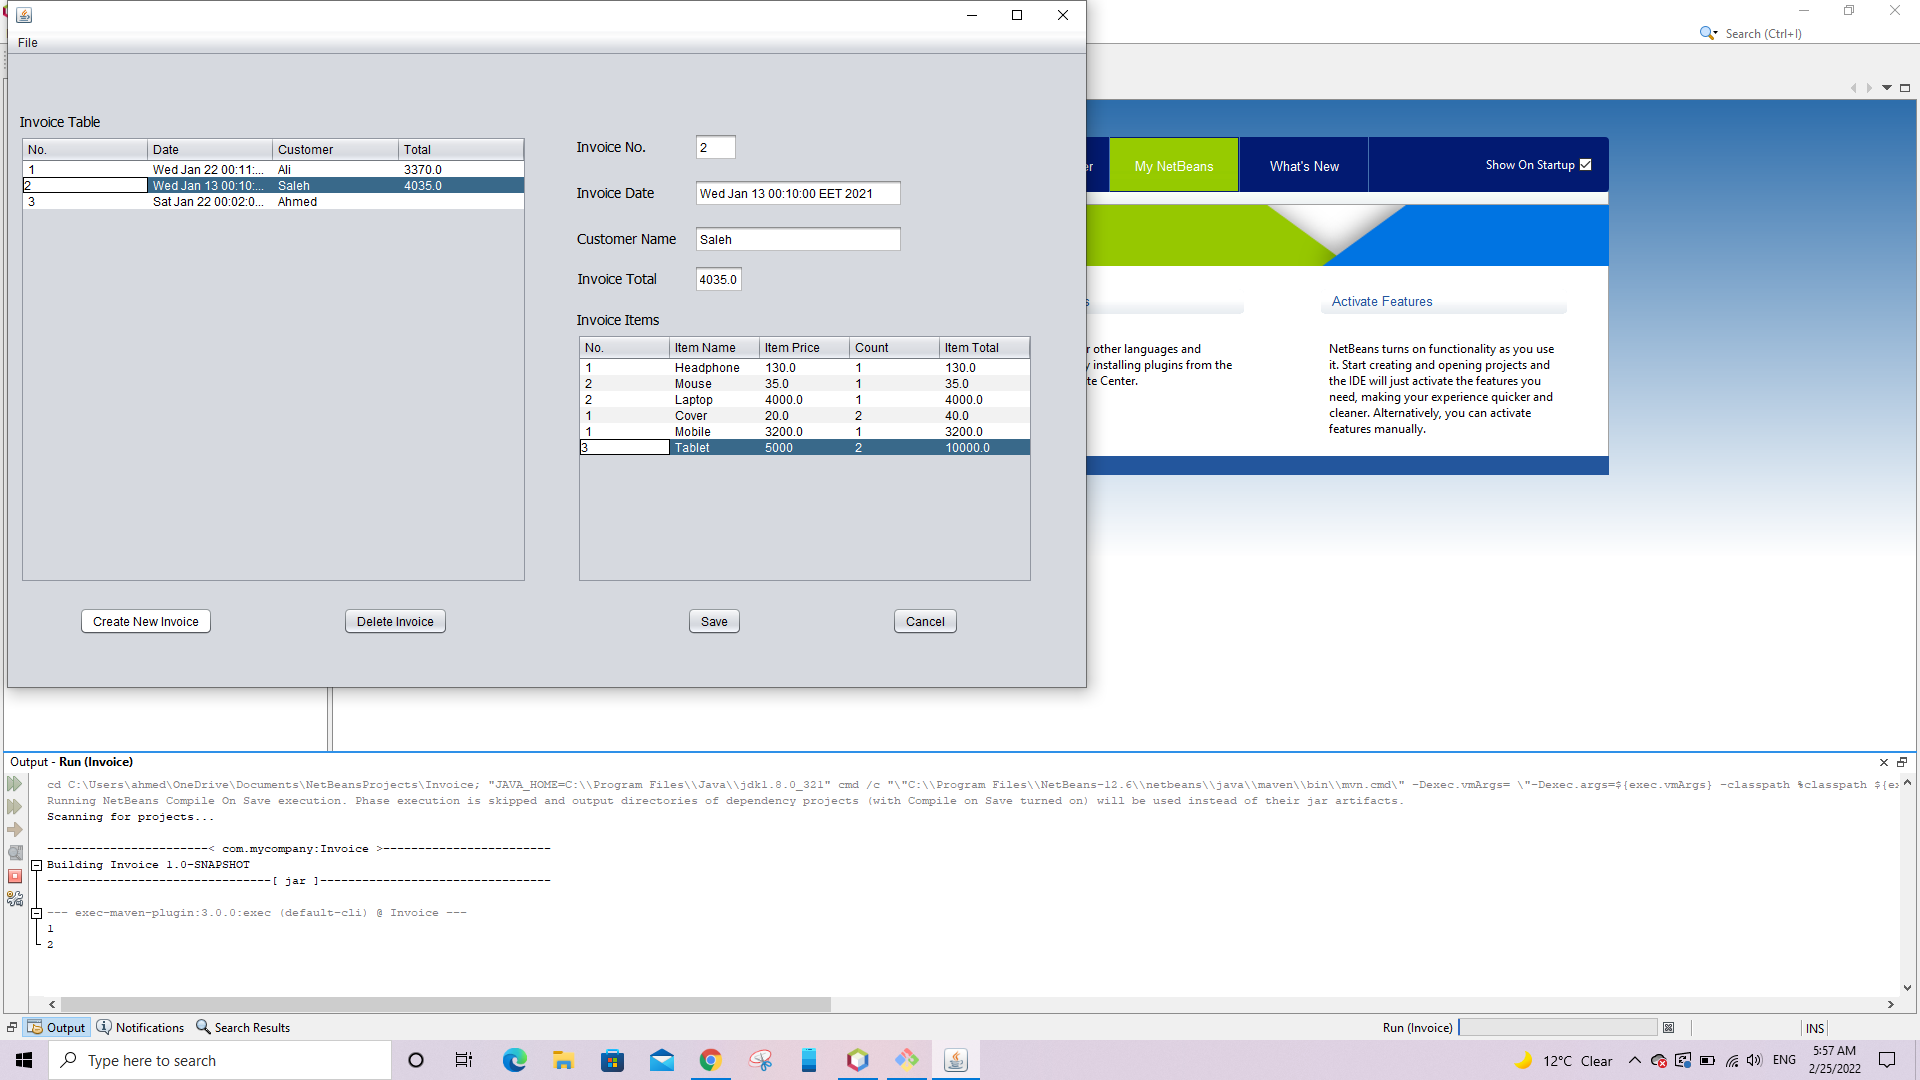 File
Search (Ctrl+I)
Invoice Table
No. Date Customer Total
1 Wed Jan 22 00:11:... Ali 3370.0
2 Wed Jan 13 00:10:... Saleh 4035.0
3 Sat Jan 22 00:02:0... Ahmed
Create New Invoice Delete Invoice
Invoice No. 2
Invoice Date Wed Jan 13 00:10:00 EET 2021
Customer Name Saleh
Invoice Total 4035.0
Invoice Items
No. Item Name Item Price Count Item Total
1 Headphone 130.0 1 130.0
2 Mouse 35.0 1 35.0
2 Laptop 4000.0 1 4000.0
1 Cover 20.0 2 40.0
1 Mobile 3200.0 1 3200.0
3 Tablet 5000 2 10000.0
Save Cancel
er My NetBeans What's New Show On Startup
s
r other languages and
y installing plugins from the
te Center.
Activate Features
NetBeans turns on functionality as you use
it. Start creating and opening projects and
the IDE will just activate the features you
need, making your experience quicker and
cleaner. Alternatively, you can activate
features manually.
Output - Run (Invoice)
cd C:\Users\ahmed\OneDrive\Documents\NetBeansProjects\Invoice; "JAVA_HOME=C:\\Program Files\\Java\\jdk1.8.0_321" cmd /c "\"C:\\Program Files\\NetBeans-12.6\\netbeans\\java\\maven\\bin\\mvn.cmd\" -Dexec.vmArgs= \"-Dexec.args=${exec.vmArgs} -classpath %classpath ${ex
Running NetBeans Compile On Save execution. Phase execution is skipped and output directories of dependency projects (with Compile on Save turned on) will be used instead of their jar artifacts.
Scanning for projects...
-----------------------< com.mycompany:Invoice >------------------------
Building Invoice 1.0-SNAPSHOT
--------------------------------[ jar ]---------------------------------
--- exec-maven-plugin:3.0.0:exec (default-cli) @ Invoice ---
1
2
Output Notifications Search Results Run (Invoice) INS
Type here to search
12°C Clear
ENG
5:57 AM
2/25/2022